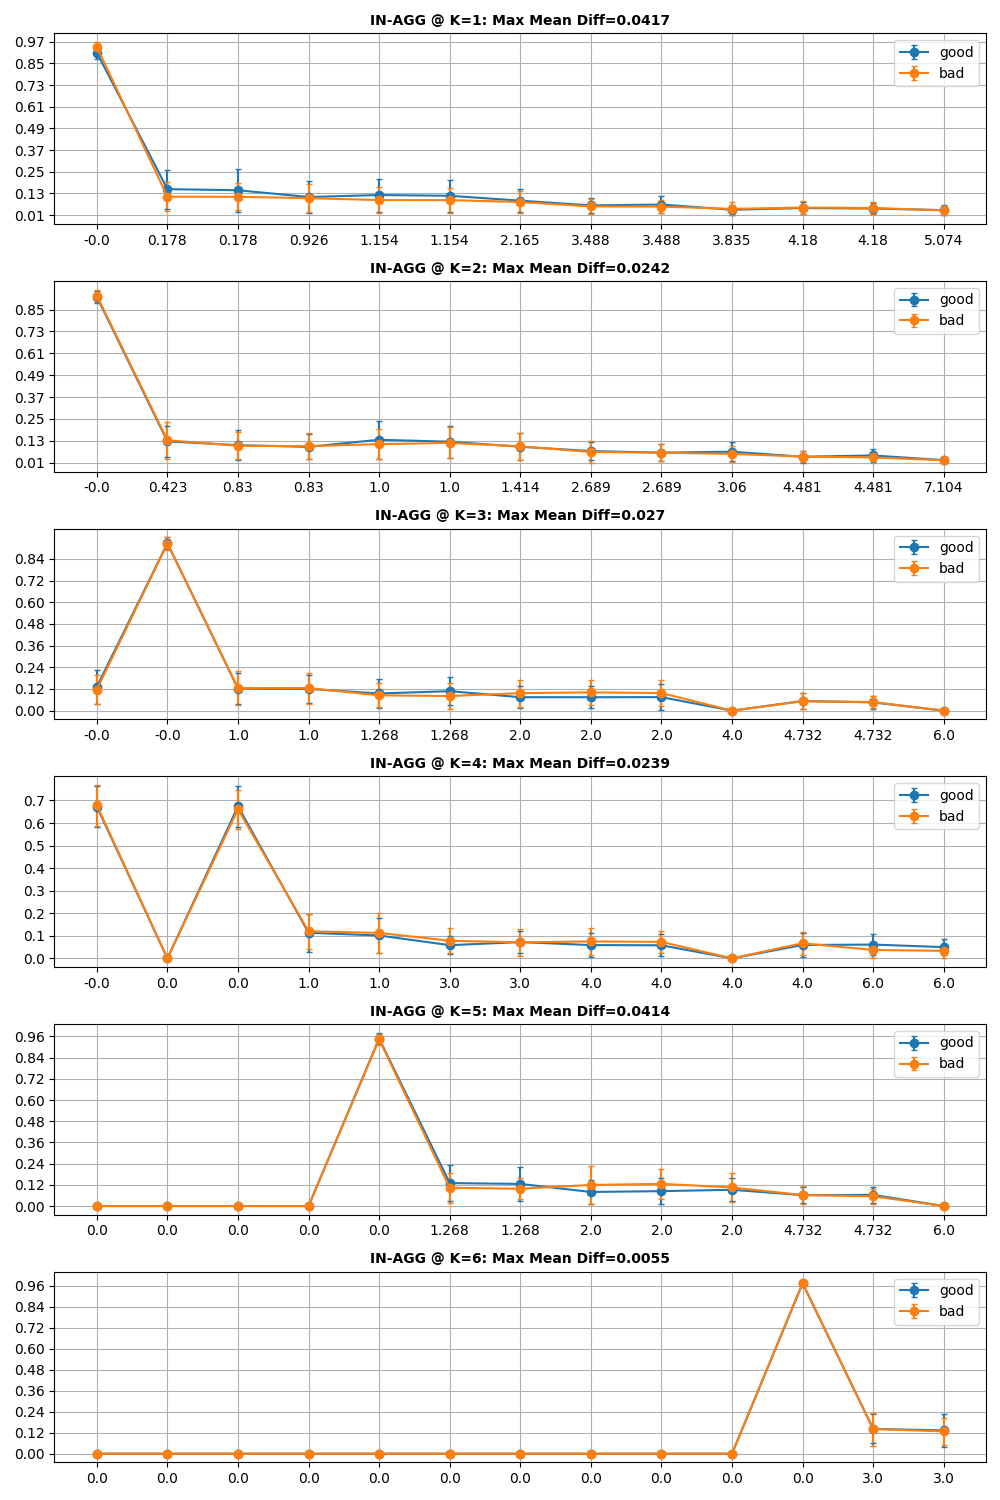 IN-AGG @ K=1: Max Mean Diff=0.0417
0.97
0.85
0.73
0.61
0.49
0.37
0.25
0.13
0.01
good
bad
-0.0 0.178 0.178 0.926 1.154 1.154 2.165 3.488 3.488 3.835 4.18 4.18 5.074
IN-AGG @ K=2: Max Mean Diff=0.0242
0.85
0.73
0.61
0.49
0.37
0.25
0.13
0.01
good
bad
-0.0 0.423 0.83 0.83 1.0 1.0 1.414 2.689 2.689 3.06 4.481 4.481 7.104
IN-AGG @ K=3: Max Mean Diff=0.027
0.84
0.72
0.60
0.48
0.36
0.24
0.12
0.00
good
bad
-0.0 -0.0 1.0 1.0 1.268 1.268 2.0 2.0 2.0 4.0 4.732 4.732 6.0
IN-AGG @ K=4: Max Mean Diff=0.0239
0.7
0.6
0.5
0.4
0.3
0.2
0.1
0.0
good
bad
-0.0 0.0 0.0 1.0 1.0 3.0 3.0 4.0 4.0 4.0 4.0 6.0 6.0
IN-AGG @ K=5: Max Mean Diff=0.0414
0.96
0.84
0.72
0.60
0.48
0.36
0.24
0.12
0.00
good
bad
0.0 0.0 0.0 0.0 0.0 1.268 1.268 2.0 2.0 2.0 4.732 4.732 6.0
IN-AGG @ K=6: Max Mean Diff=0.0055
0.96
0.84
0.72
0.60
0.48
0.36
0.24
0.12
0.00
good
bad
0.0 0.0 0.0 0.0 0.0 0.0 0.0 0.0 0.0 0.0 0.0 3.0 3.0